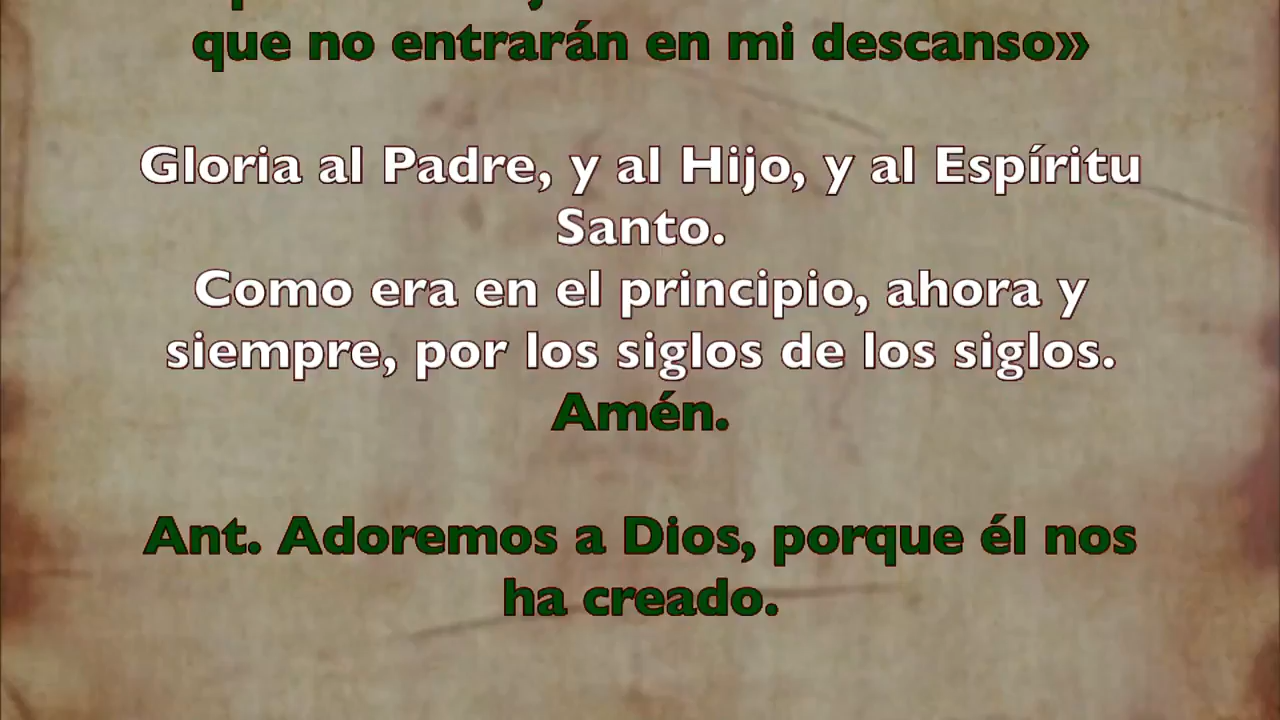 que no entrarán en mi descanso»
Gloria al Padre, y al Hijo, y al Espíritu
Santo.
Como era en el principio, ahora y
siempre, por los siglos de los siglos.
Amén.
Ant. Adoremos a Dios, porque él nos
ha creado.